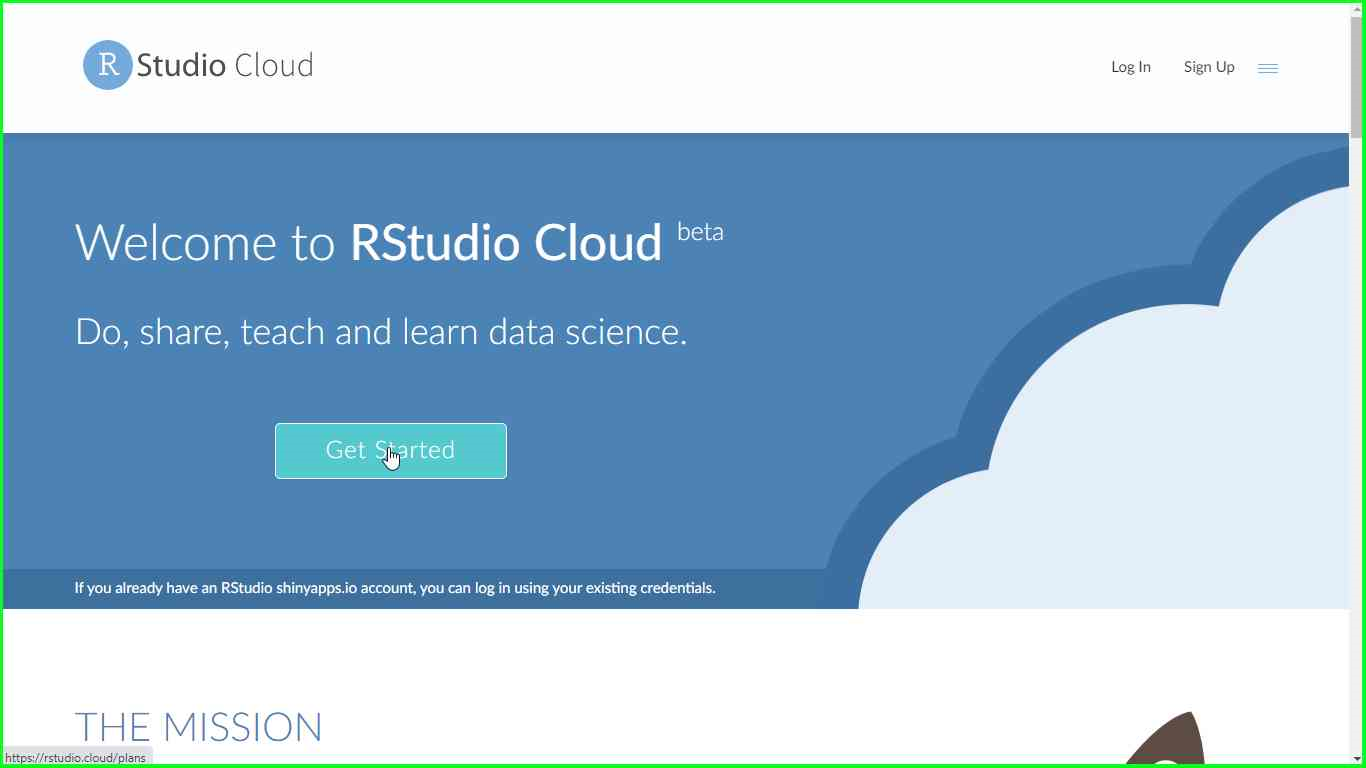 R Studio Cloud
Log In
Sign Up
Welcome to RStudio Cloud beta
Do, share, teach and learn data science.
Get Started
If you already have an RStudio shinyapps.io account, you can log in using your existing credentials.
THE MISSION
https://rstudio.cloud/plans